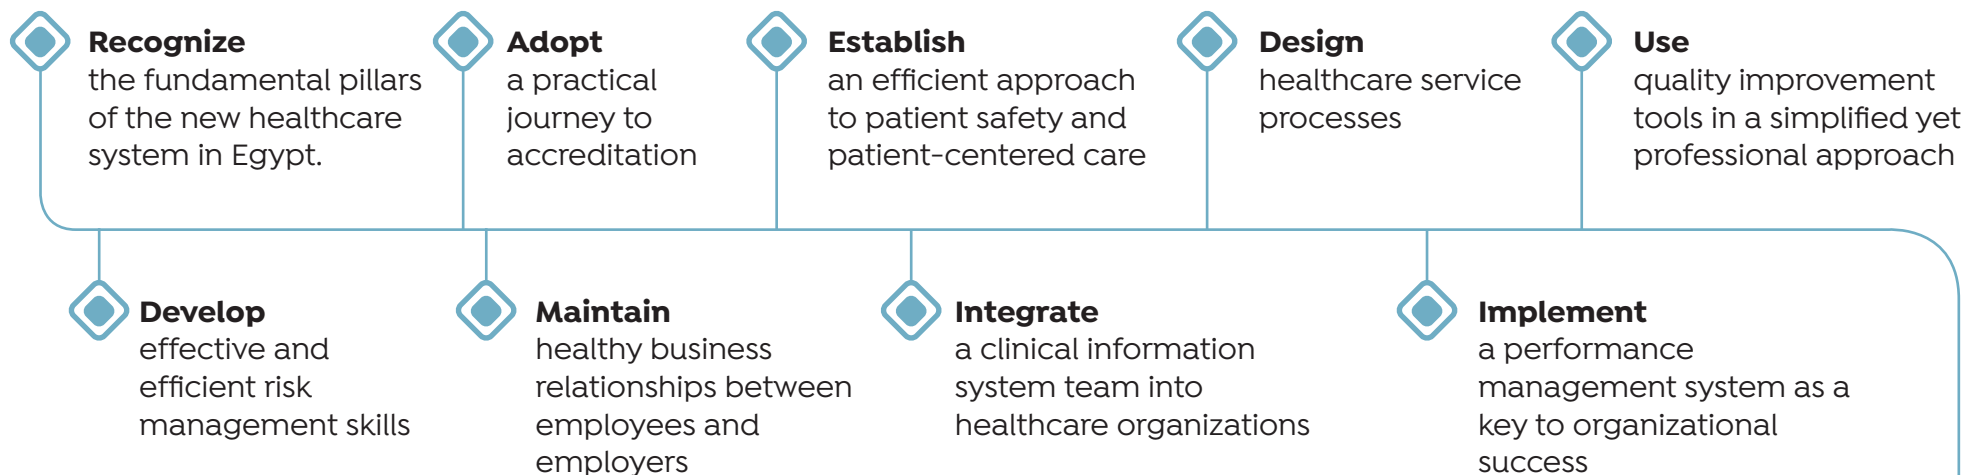 Recognize
the fundamental pillars
of the new healthcare
system in Egypt.
Adopt
a practical
journey to
accreditation
Establish
an efficient approach
to patient safety and
patient-centered care
Design
healthcare service
processes
Use
quality improvement
tools in a simplified yet
professional approach
Develop
effective and
efficient risk
management skills
Maintain
healthy business
relationships between
employees and
employers
Integrate
a clinical information
system team into
healthcare organizations
Implement
a performance
management system as a
key to organizational
success